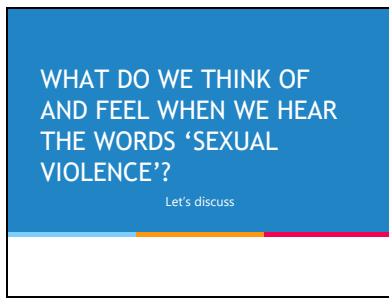 WHAT DO WE THINK OF
AND FEEL WHEN WE HEAR
THE WORDS ‘SEXUAL
VIOLENCE’?
Let’s discuss